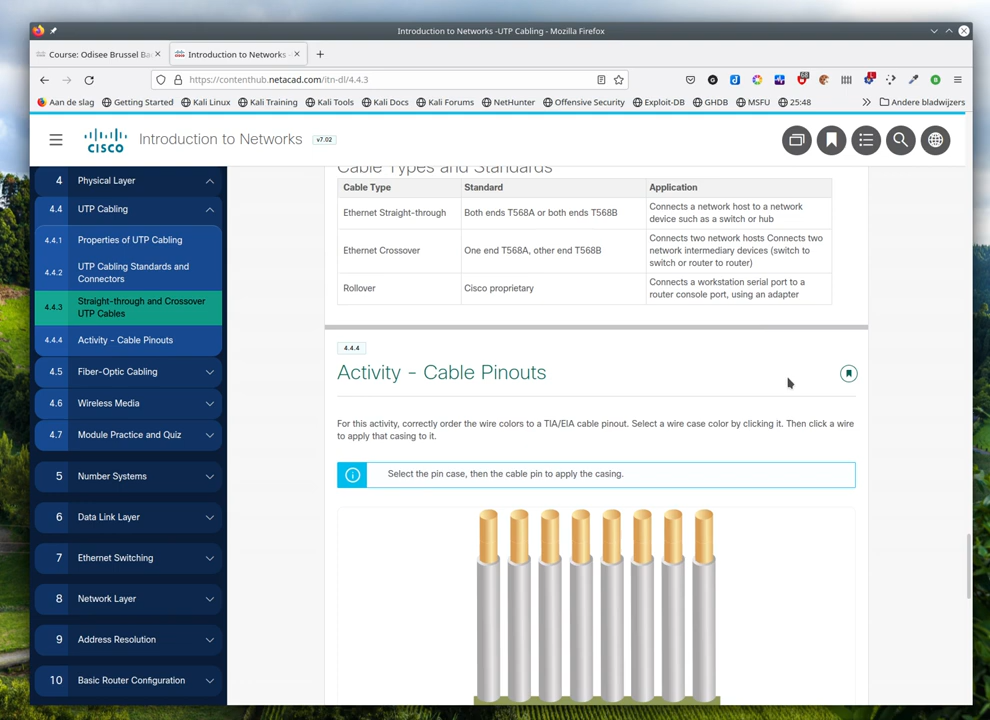 Introduction to Networks -UTP Cabling - Mozilla Firefox
Course: Odisee Brussel Ba
Introduction to Networks -
https://contenthub.netacad.com/itn-dl/4.4.3
Aan de slag Getting Started Kali Linux Kali Training Kali Tools Kali Docs Kali Forums NetHunter Offensive Security Exploit-DB GHDB MSFU 25:48 Andere bladwijzers
CISCO
Introduction to Networks v7.02
4 Physical Layer
4.4 UTP Cabling
4.4.1 Properties of UTP Cabling
4.4.2 UTP Cabling Standards and
Connectors
4.4.3 Straight-through and Crossover
UTP Cables
4.4.4 Activity - Cable Pinouts
4.5 Fiber-Optic Cabling
4.6 Wireless Media
4.7 Module Practice and Quiz
5 Number Systems
6 Data Link Layer
7 Ethernet Switching
8 Network Layer
9 Address Resolution
10 Basic Router Configuration
Cable Types and Standards
Cable Type Standard Application
Ethernet Straight-through Both ends T568A or both ends T568B Connects a network host to a network
device such as a switch or hub
Ethernet Crossover One end T568A, other end T568B Connects two network hosts Connects two
network intermediary devices (switch to
switch or router to router)
Rollover Cisco proprietary Connects a workstation serial port to a
router console port, using an adapter
4.4.4
Activity - Cable Pinouts
For this activity, correctly order the wire colors to a TIA/EIA cable pinout. Select a wire case color by clicking it. Then click a wire
to apply that casing to it.
Select the pin case, then the cable pin to apply the casing.